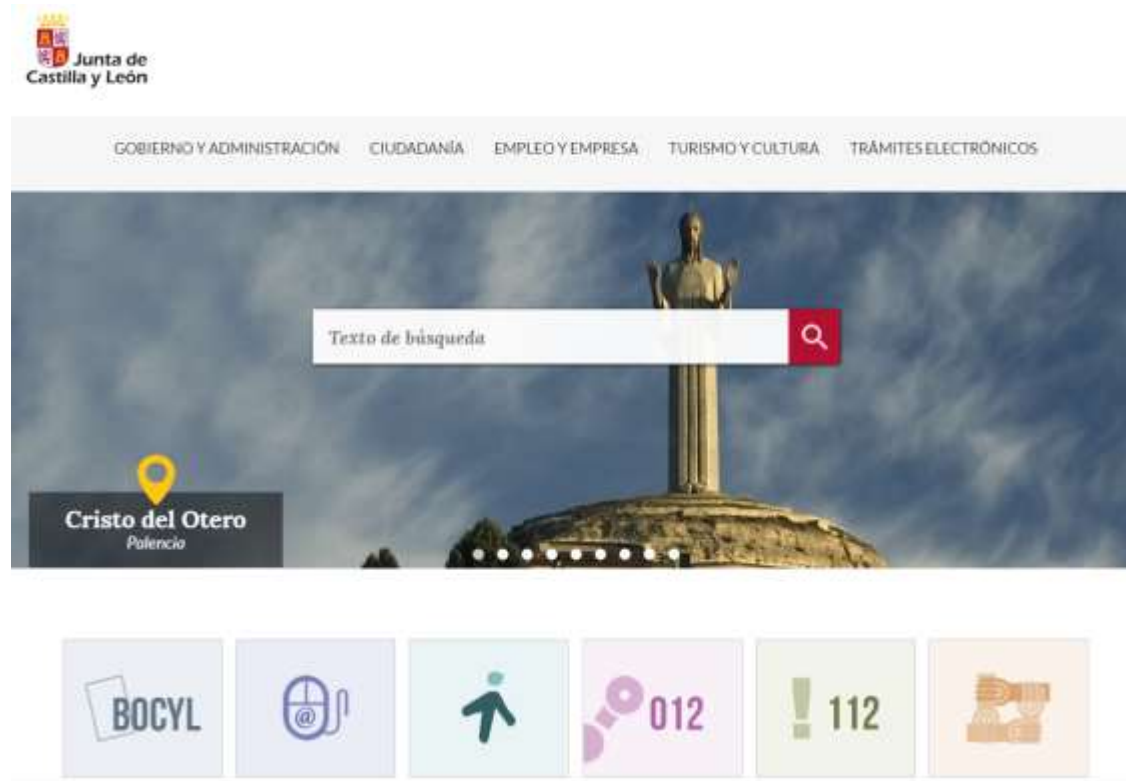 Junta de
Castilla y León
GOBIERNO Y ADMINISTRACIÓN CIUDADANÍA EMPLEO Y EMPRESA TURISMO Y CULTURA TRÁMITES ELECTRÓNICOS
Texto de búsqueda
Cristo del Otero
Palencia
BOCYL @ 012 ! 112